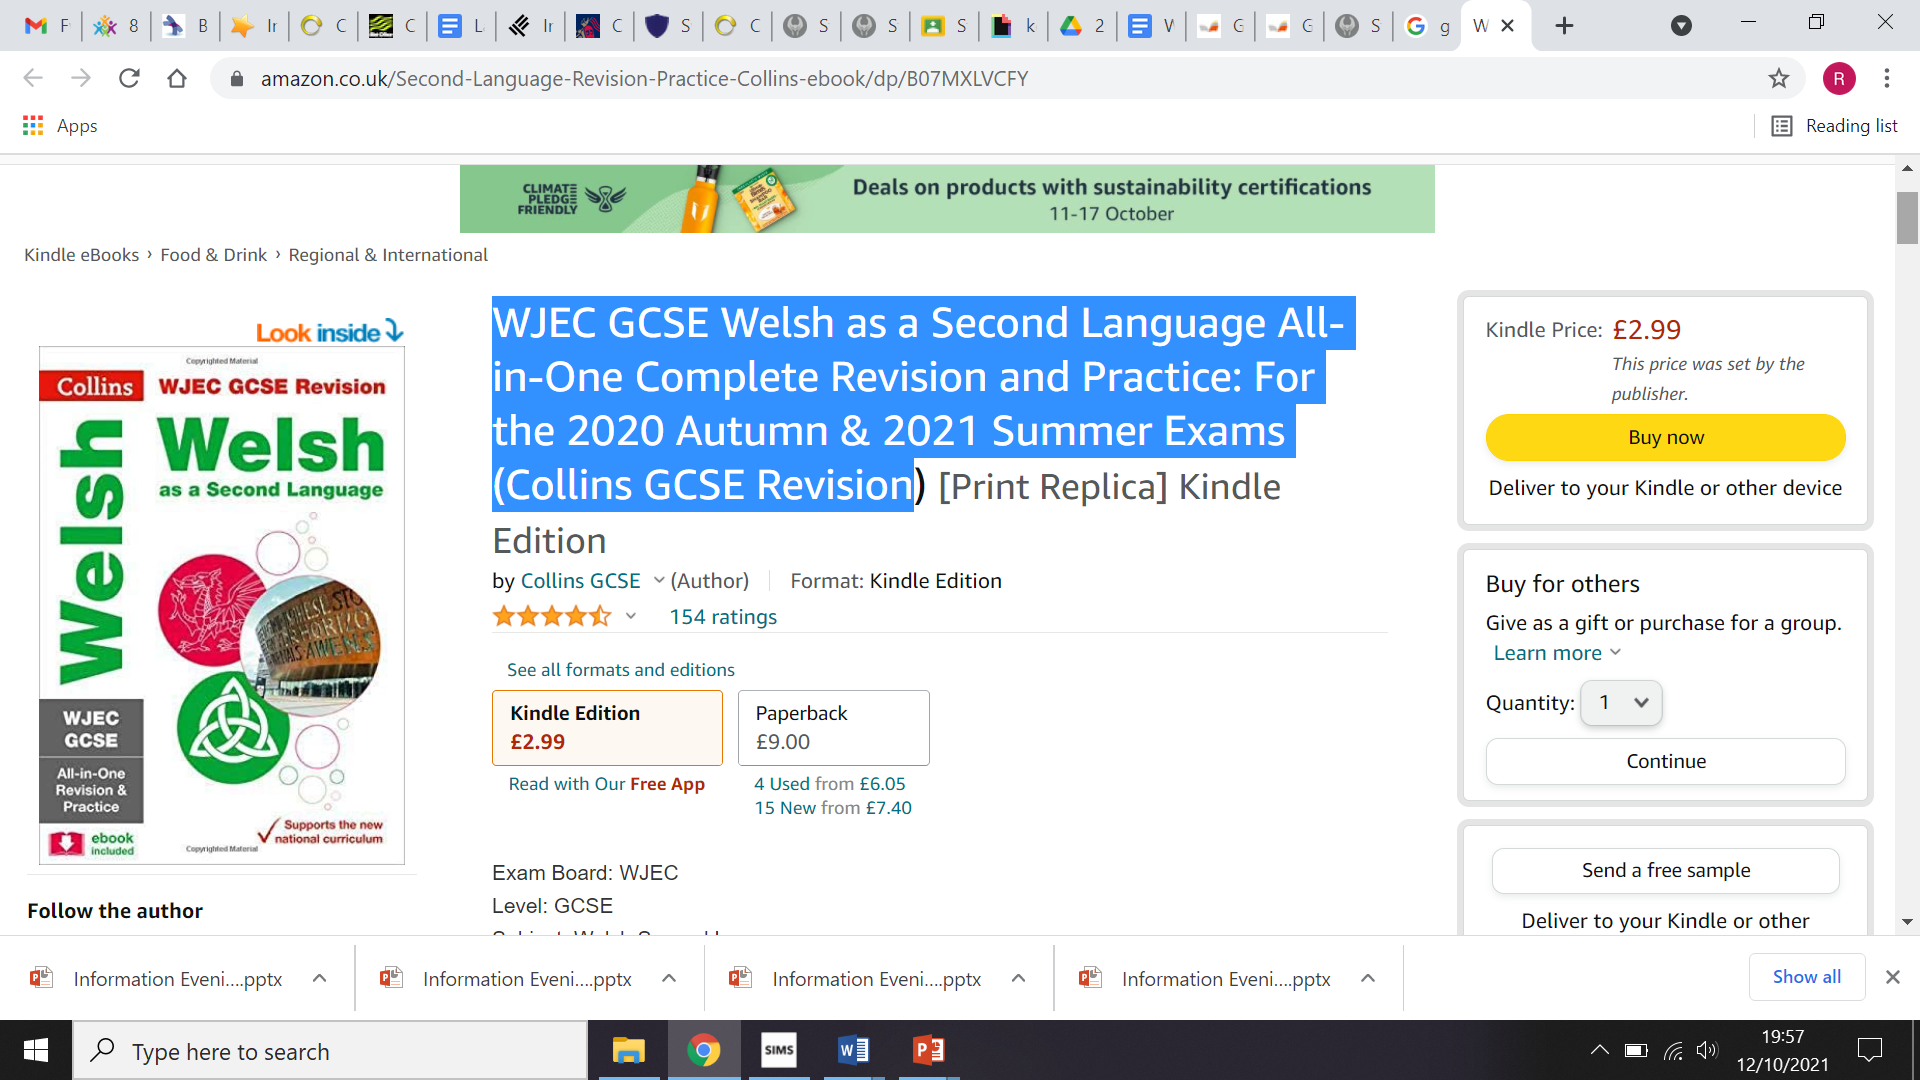 F
8
B
Ir
C
C
L
Ir
C
S
C
S
S
S
k
2
W
G
G
S
g
W
amazon.co.uk/Second-Language-Revision-Practice-Collins-ebook/dp/B07MXLVCFY
R
Apps
Reading list
CLIMATE
PLEDGE
FRIENDLY
Deals on products with sustainability certifications
11-17 October
Kindle eBooks › Food & Drink › Regional & International
Look inside
Copyrighted Material
Collins WJEC GCSE Revision
Welsh
Welsh
as a Second Language
WJEC
GCSE
All-in-One
Revision &
Practice
ebook
included
Supports the new
national curriculum
Copyrighted Material
Follow the author
WJEC GCSE Welsh as a Second Language All-
in-One Complete Revision and Practice: For
the 2020 Autumn & 2021 Summer Exams
(Collins GCSE Revision) [Print Replica] Kindle
Edition
by Collins GCSE (Author) Format: Kindle Edition
154 ratings
See all formats and editions
Kindle Edition
£2.99
Read with Our Free App
Paperback
£9.00
4 Used from £6.05
15 New from £7.40
Exam Board: WJEC
Level: GCSE
Kindle Price: £2.99
This price was set by the
publisher.
Buy now
Deliver to your Kindle or other device
Buy for others
Give as a gift or purchase for a group.
Learn more
Quantity: 1
Continue
Send a free sample
Deliver to your Kindle or other
Information Eveni....pptx
Information Eveni....pptx
Information Eveni....pptx
Information Eveni....pptx
Show all
Type here to search
SIMS
19:57
12/10/2021